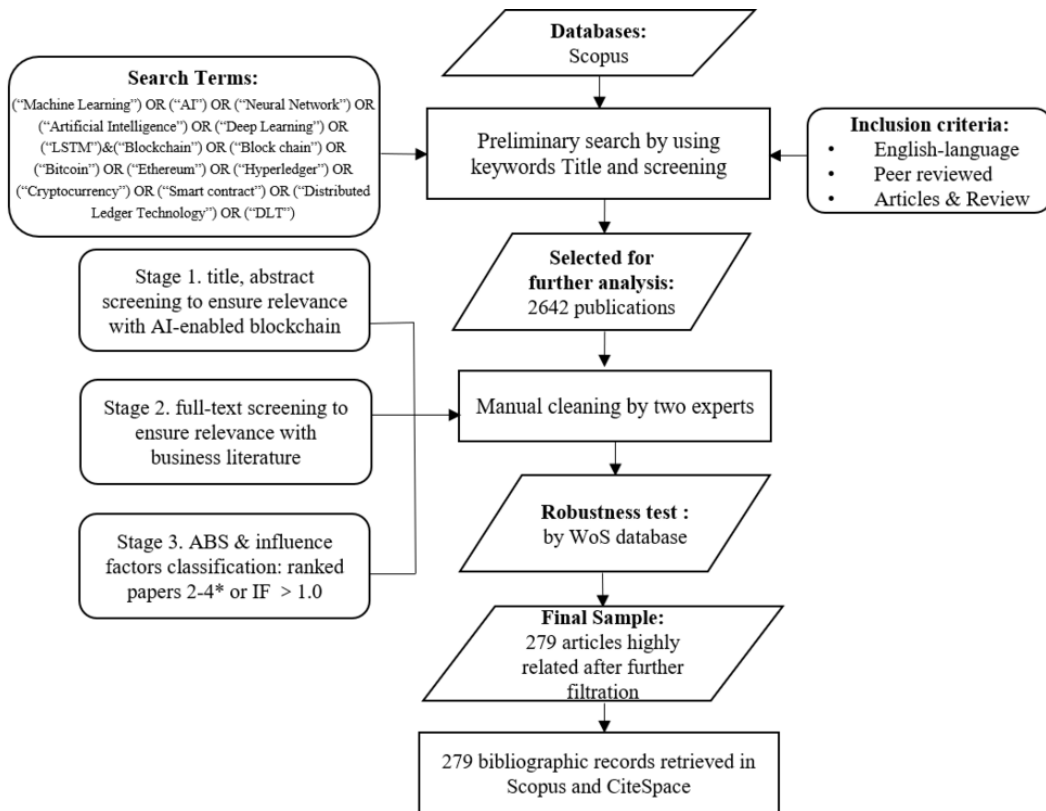 Databases:
Scopus
Search Terms:
(“Machine Learning”) OR (“AI”) OR (“Neural Network”) OR
(“Artificial Intelligence”) OR (“Deep Learning”) OR
(“LSTM”)&(“Blockchain”) OR (“Block chain”) OR
(“Bitcoin”) OR (“Ethereum”) OR (“Hyperledger”) OR
(“Cryptocurrency”) OR (“Smart contract”) OR (“Distributed
Ledger Technology”) OR (“DLT”)
Preliminary search by using
keywords Title and screening
Inclusion criteria:
• English-language
• Peer reviewed
• Articles & Review
Selected for
further analysis:
2642 publications
Stage 1. title, abstract
screening to ensure relevance
with AI-enabled blockchain
Stage 2. full-text screening to
ensure relevance with
business literature
Stage 3. ABS & influence
factors classification: ranked
papers 2-4* or IF > 1.0
Manual cleaning by two experts
Robustness test :
by WoS database
Final Sample:
279 articles highly
related after further
filtration
279 bibliographic records retrieved in
Scopus and CiteSpace